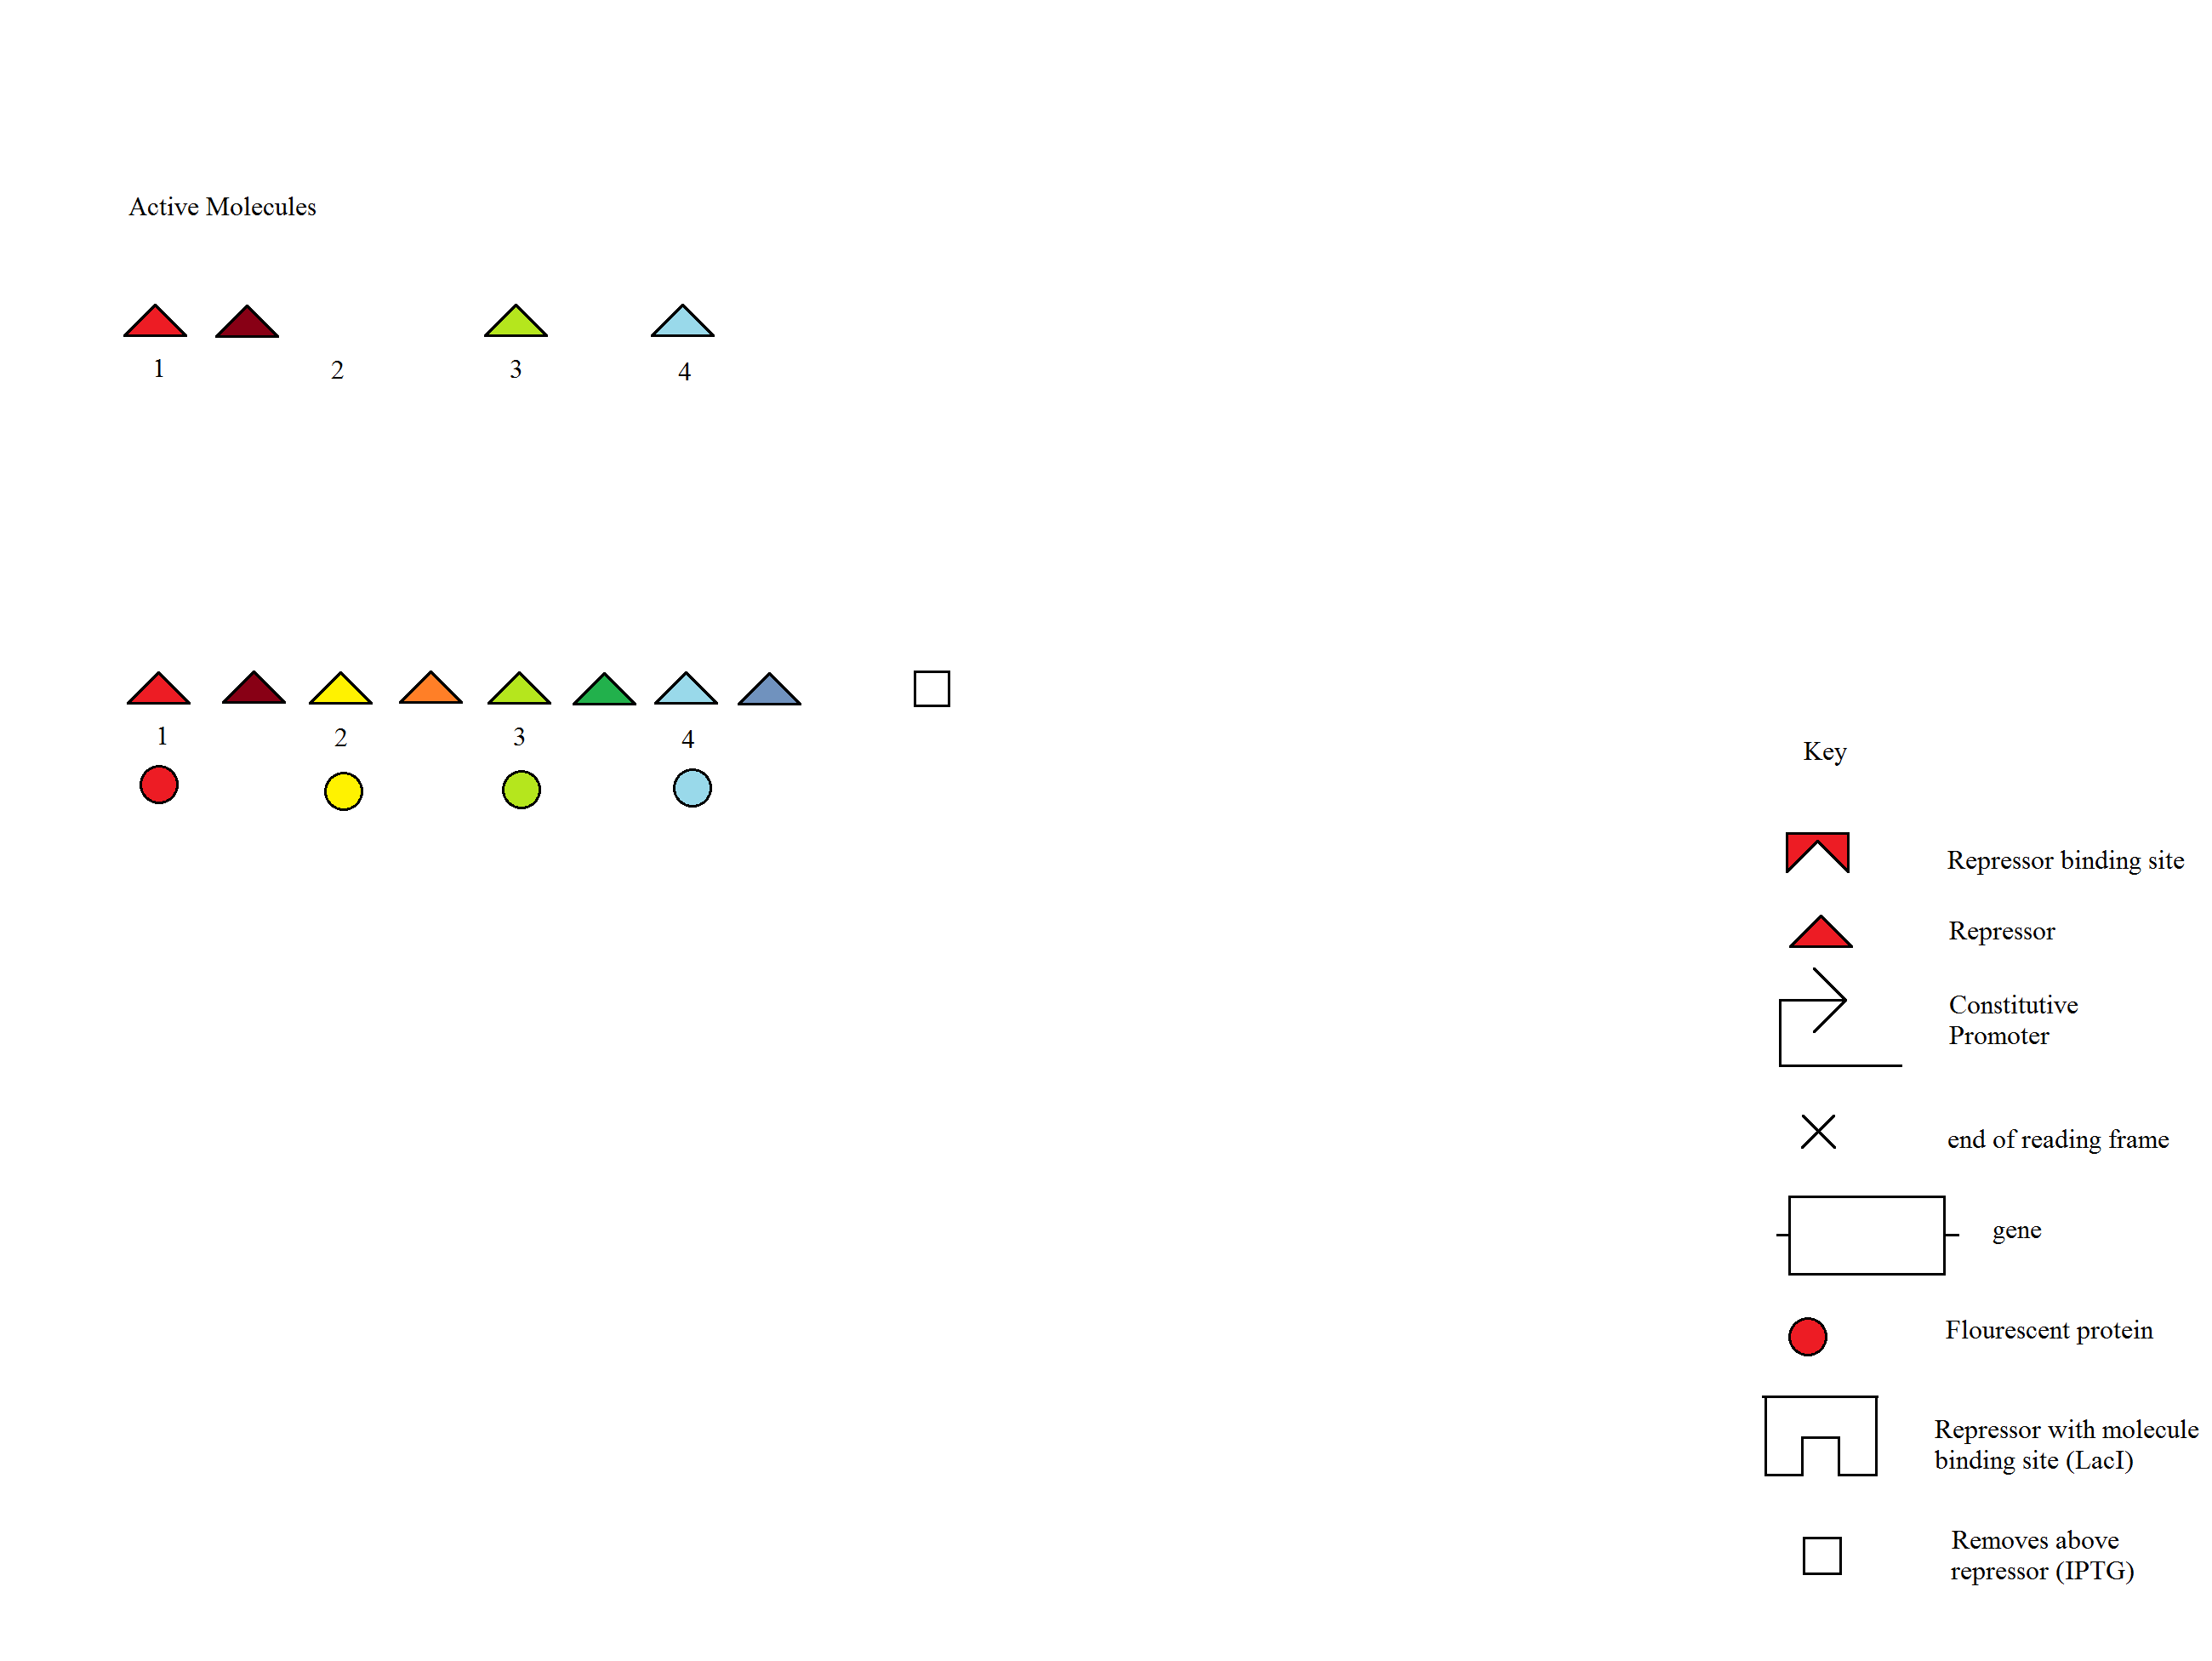 Active Molecules
1
2
3
4
1
2
3
4
Key
Repressor binding site
Repressor
Constitutive
Promoter
end of reading frame
gene
Flourescent protein
Repressor with molecule
binding site (LacI)
Removes above
repressor (IPTG)